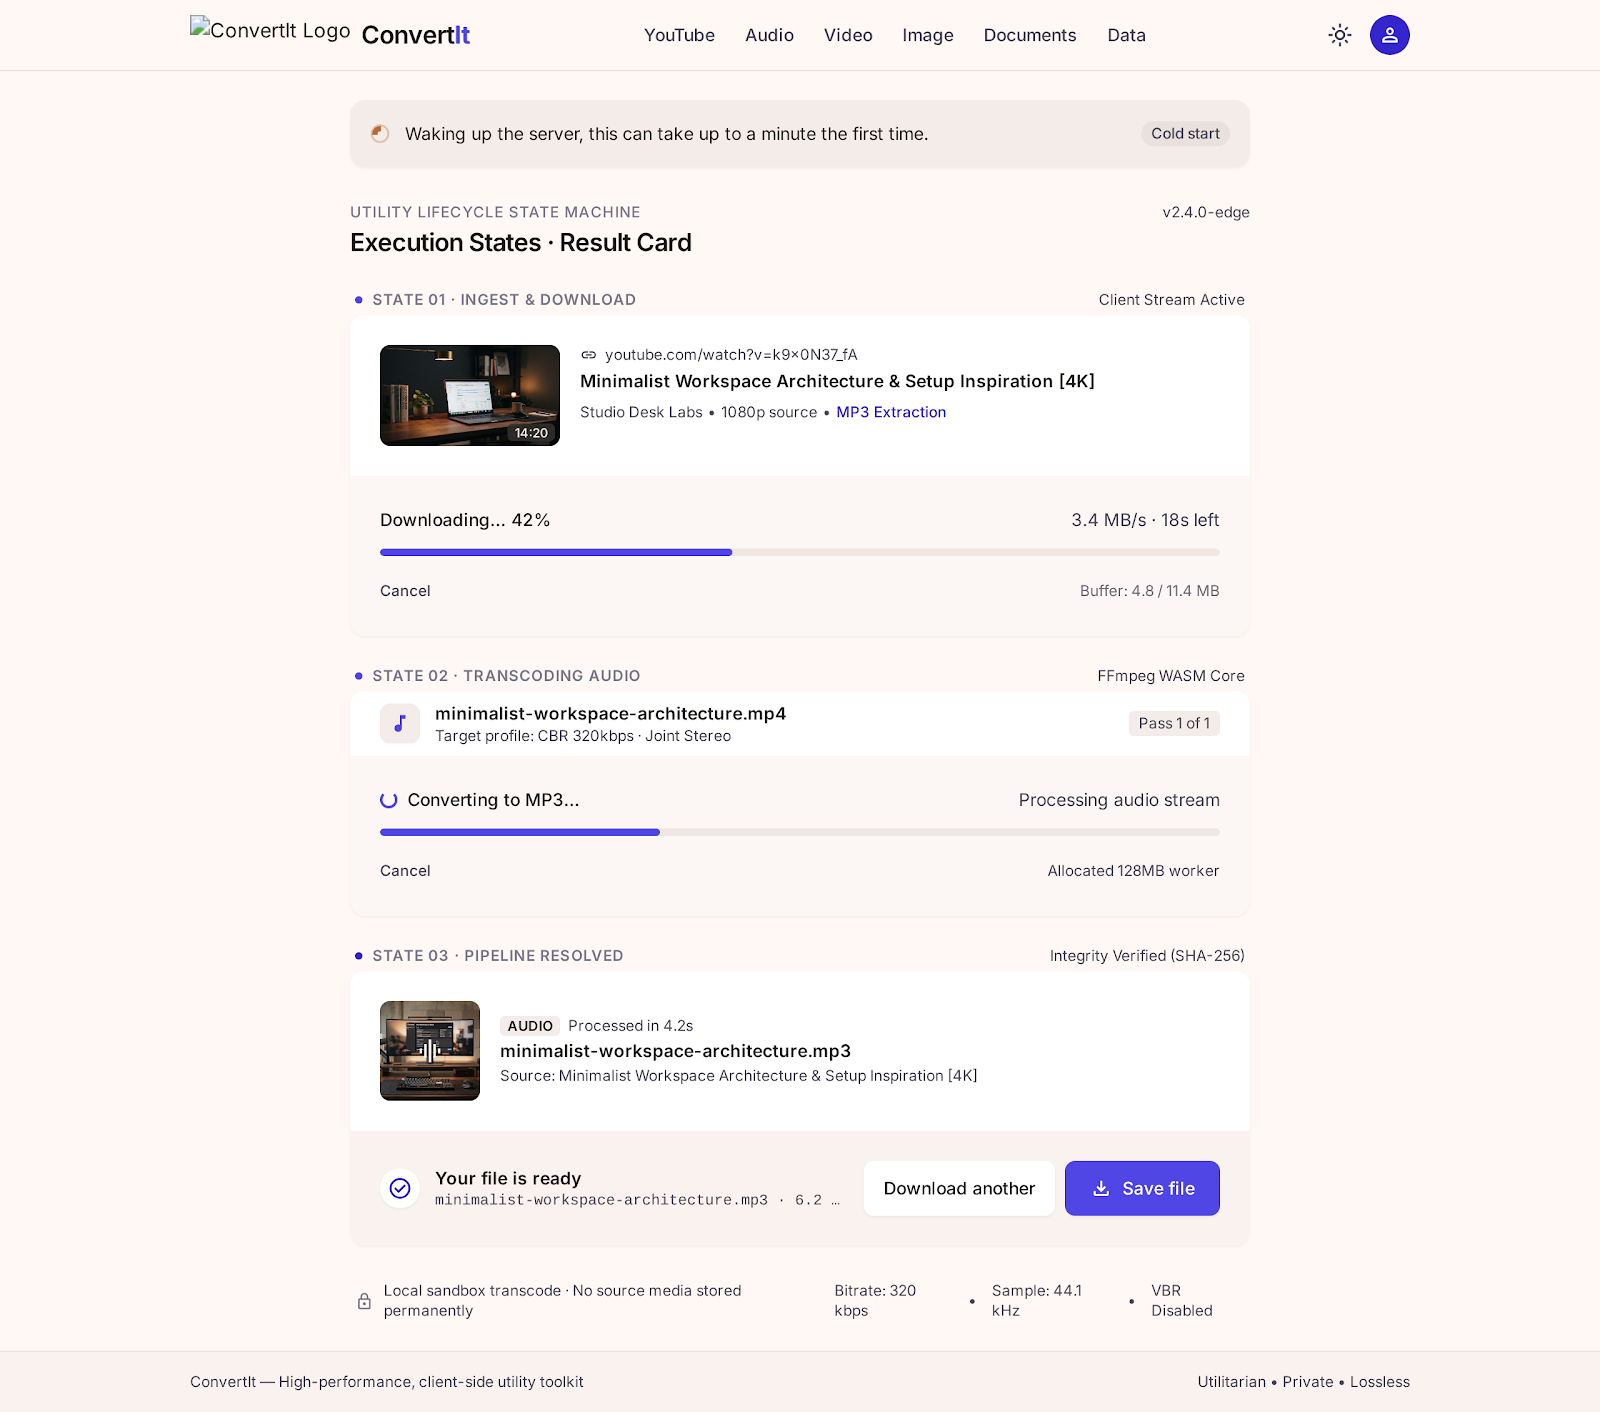 ConvertIt Logo ConvertIt YouTube Audio Video Image Documents Data
Waking up the server, this can take up to a minute the first time. Cold start
UTILITY LIFECYCLE STATE MACHINE v2.4.0-edge
Execution States · Result Card
STATE 01 · INGEST & DOWNLOAD Client Stream Active
youtube.com/watch?v=k9×0N37_fA
Minimalist Workspace Architecture & Setup Inspiration [4K]
Studio Desk Labs • 1080p source • MP3 Extraction
14:20
Downloading... 42% 3.4 MB/s · 18s left
Cancel Buffer: 4.8 / 11.4 MB
STATE 02 · TRANSCODING AUDIO FFmpeg WASM Core
minimalist-workspace-architecture.mp4
Target profile: CBR 320kbps · Joint Stereo
Pass 1 of 1
Converting to MP3... Processing audio stream
Cancel Allocated 128MB worker
STATE 03 · PIPELINE RESOLVED Integrity Verified (SHA-256)
AUDIO Processed in 4.2s
minimalist-workspace-architecture.mp3
Source: Minimalist Workspace Architecture & Setup Inspiration [4K]
Your file is ready
minimalist-workspace-architecture.mp3 · 6.2 …
Download another Save file
Local sandbox transcode · No source media stored
permanently
Bitrate: 320
kbps
•
Sample: 44.1
kHz
•
VBR
Disabled
ConvertIt — High-performance, client-side utility toolkit Utilitarian • Private • Lossless